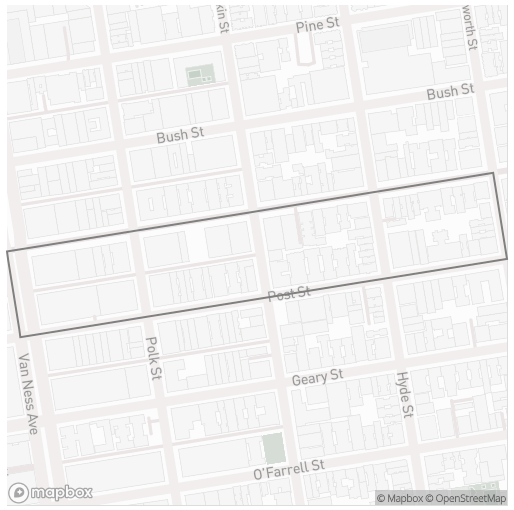 kin St
Pine St
worth St
Bush St
Bush St
Post St
Polk St
Van Ness Ave
Geary St
Hyde St
O'Farrell St
mapbox
© Mapbox © OpenStreetMap